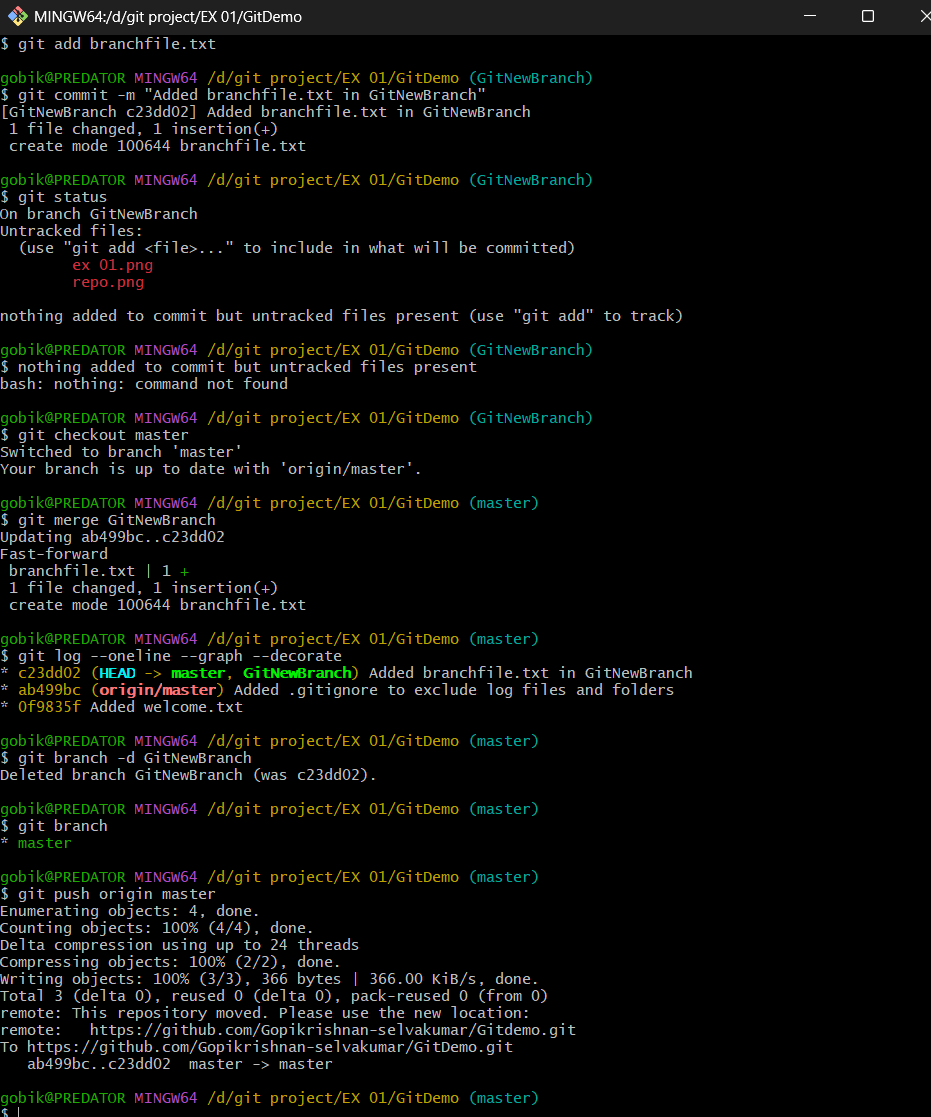 MINGW64:/d/git project/EX 01/GitDemo
$ git add branchfile.txt
gobik@PREDATOR MINGW64 /d/git project/EX 01/GitDemo (GitNewBranch)
$ git commit -m "Added branchfile.txt in GitNewBranch"
[GitNewBranch c23dd02] Added branchfile.txt in GitNewBranch
 1 file changed, 1 insertion(+)
 create mode 100644 branchfile.txt
gobik@PREDATOR MINGW64 /d/git project/EX 01/GitDemo (GitNewBranch)
$ git status
On branch GitNewBranch
Untracked files:
  (use "git add <file>..." to include in what will be committed)
        ex 01.png
        repo.png
nothing added to commit but untracked files present (use "git add" to track)
gobik@PREDATOR MINGW64 /d/git project/EX 01/GitDemo (GitNewBranch)
$ nothing added to commit but untracked files present
bash: nothing: command not found
gobik@PREDATOR MINGW64 /d/git project/EX 01/GitDemo (GitNewBranch)
$ git checkout master
Switched to branch 'master'
Your branch is up to date with 'origin/master'.
gobik@PREDATOR MINGW64 /d/git project/EX 01/GitDemo (master)
$ git merge GitNewBranch
Updating ab499bc..c23dd02
Fast-forward
 branchfile.txt | 1 +
 1 file changed, 1 insertion(+)
 create mode 100644 branchfile.txt
gobik@PREDATOR MINGW64 /d/git project/EX 01/GitDemo (master)
$ git log --oneline --graph --decorate
* c23dd02 (HEAD -> master, GitNewBranch) Added branchfile.txt in GitNewBranch
* ab499bc (origin/master) Added .gitignore to exclude log files and folders
* 0f9835f Added welcome.txt
gobik@PREDATOR MINGW64 /d/git project/EX 01/GitDemo (master)
$ git branch -d GitNewBranch
Deleted branch GitNewBranch (was c23dd02).
gobik@PREDATOR MINGW64 /d/git project/EX 01/GitDemo (master)
$ git branch
* master
gobik@PREDATOR MINGW64 /d/git project/EX 01/GitDemo (master)
$ git push origin master
Enumerating objects: 4, done.
Counting objects: 100% (4/4), done.
Delta compression using up to 24 threads
Compressing objects: 100% (2/2), done.
Writing objects: 100% (3/3), 366 bytes | 366.00 KiB/s, done.
Total 3 (delta 0), reused 0 (delta 0), pack-reused 0 (from 0)
remote: This repository moved. Please use the new location:
remote:   https://github.com/Gopikrishnan-selvakumar/Gitdemo.git
To https://github.com/Gopikrishnan-selvakumar/GitDemo.git
   ab499bc..c23dd02  master -> master
gobik@PREDATOR MINGW64 /d/git project/EX 01/GitDemo (master)
$